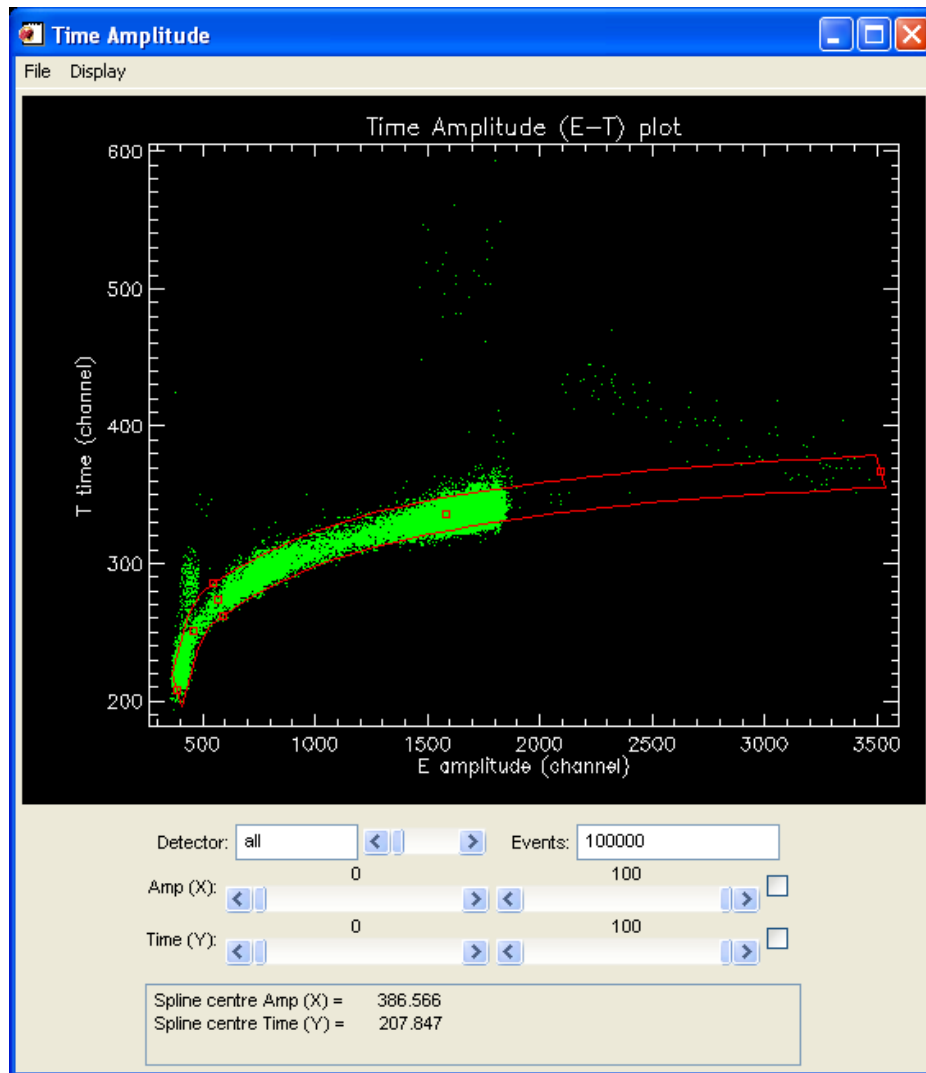 Time Amplitude
File Display
Time Amplitude (E-T) plot
600
500
400
300
200
T time (channel)
500 1000 1500 2000 2500 3000 3500
E amplitude (channel)
Detector: all Events: 100000
Amp (X): 0 100
Time (Y): 0 100
Spline centre Amp (X) = 386.566
Spline centre Time (Y) = 207.847